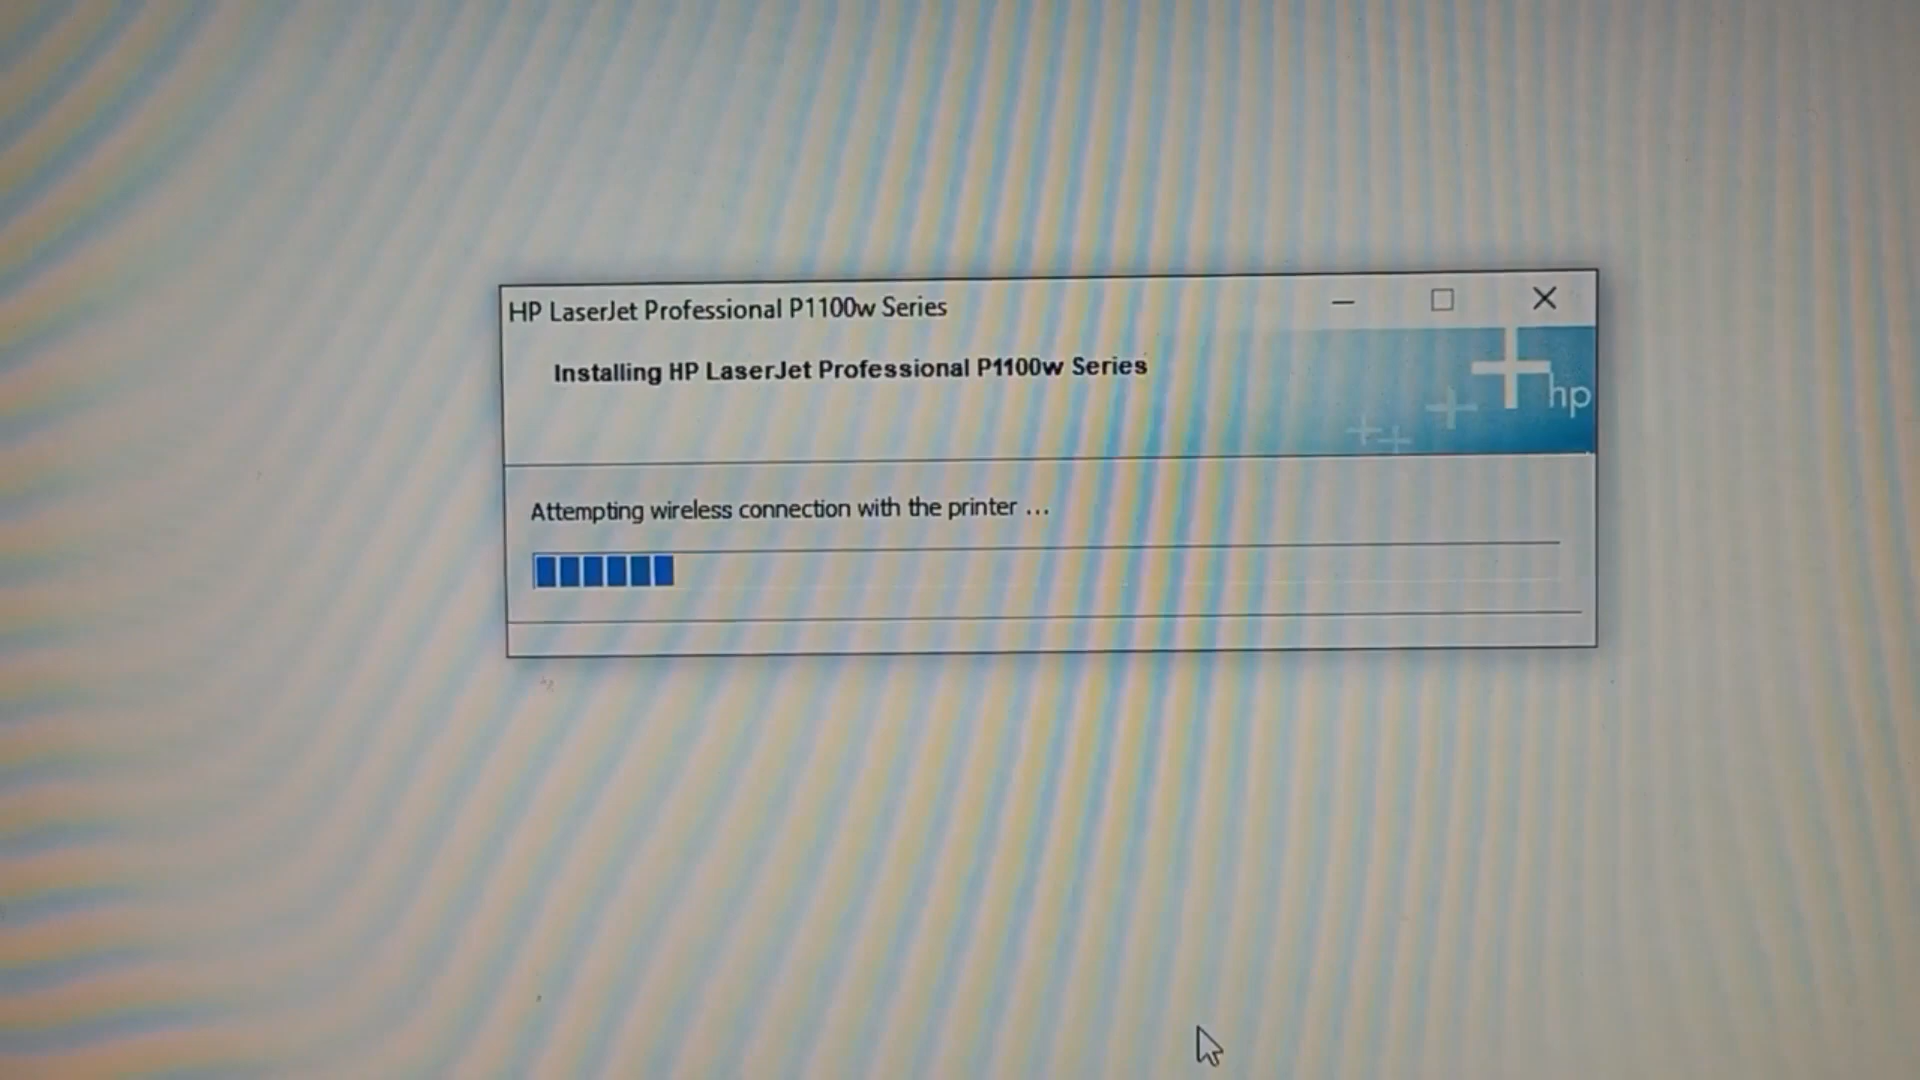 HP LaserJet Professional P1100w Series
Installing HP LaserJet Professional P1100w Series
hp
Attempting wireless connection with the printer ...